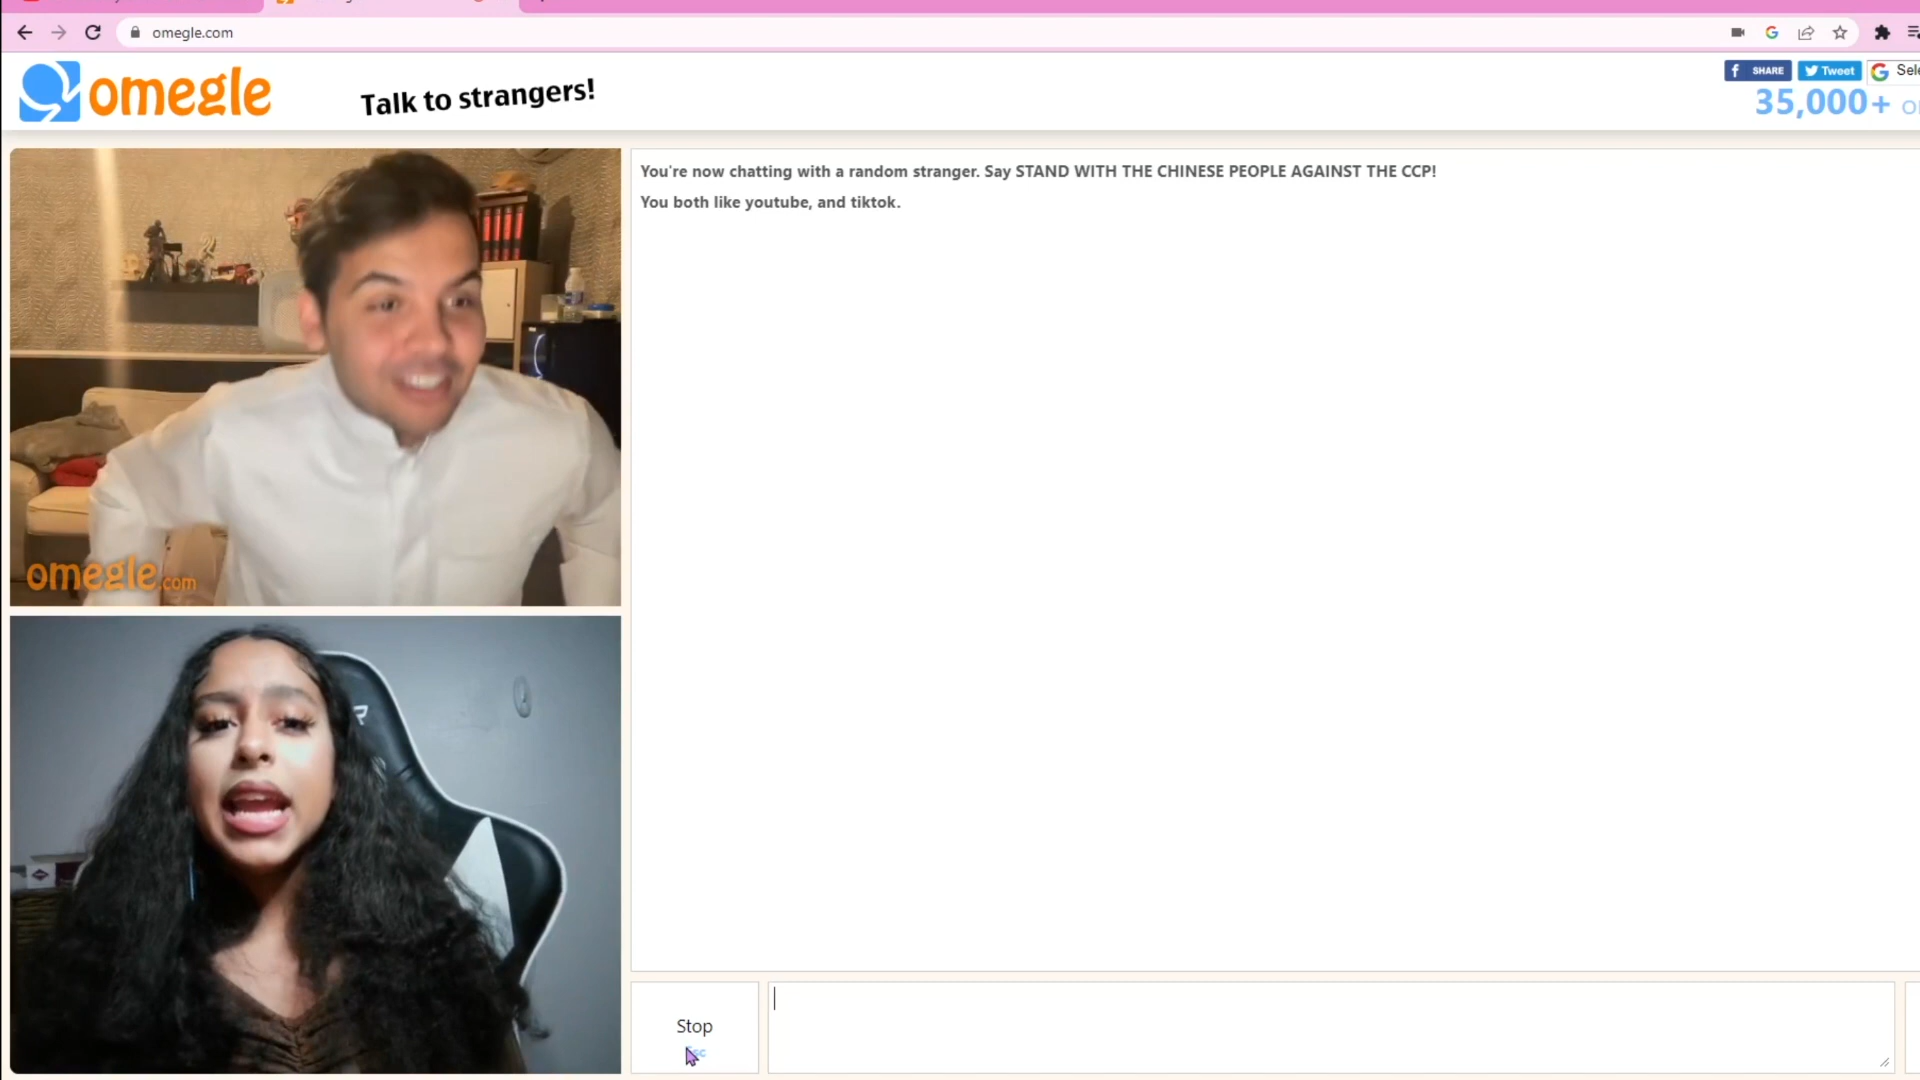 omegle.com
omegle
Talk to strangers!
SHARE
Tweet
35,000+
You're now chatting with a random stranger. Say STAND WITH THE CHINESE PEOPLE AGAINST THE CCP!
You both like youtube, and tiktok.
omegle.com
Stop